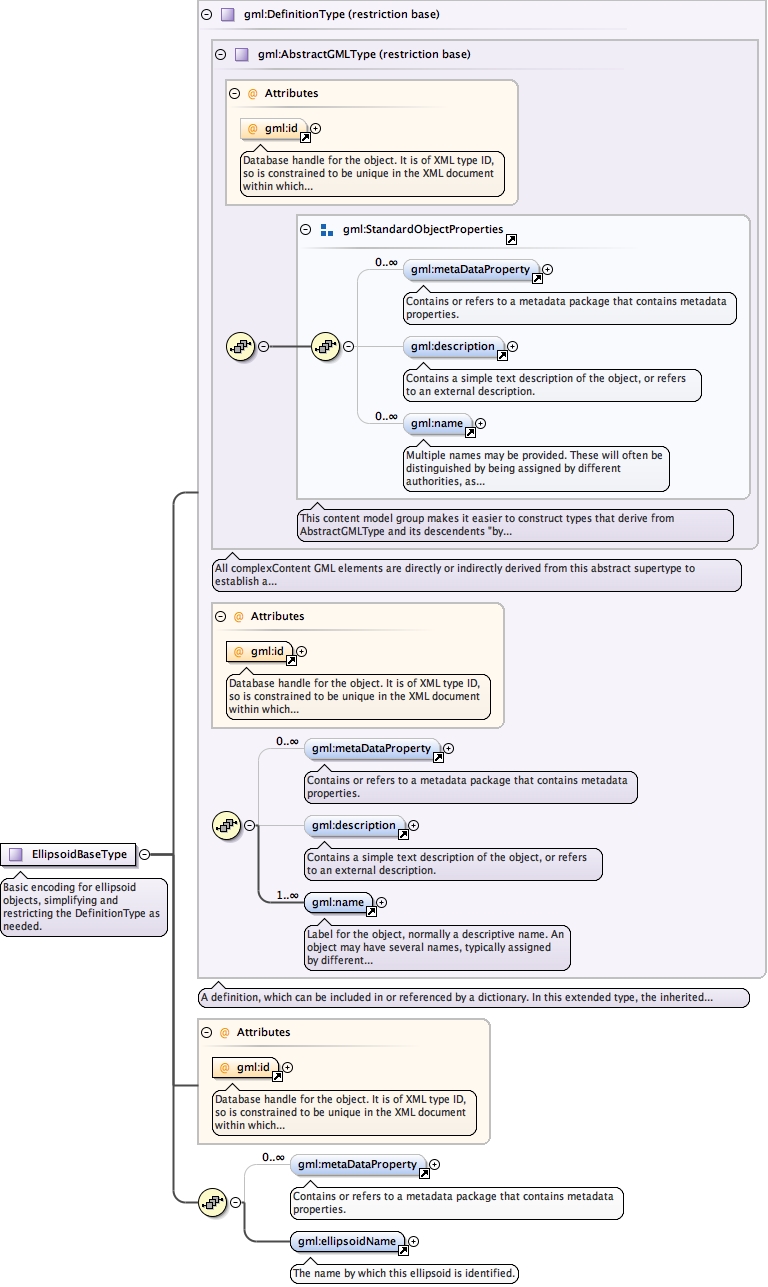 gml:DefinitionType (restriction base)
gml:AbstractGMLType (restriction base)
@ Attributes
@ gml:id
Database handle for the object. It is of XML type ID,
so is constrained to be unique in the XML document
within which...
gml:StandardObjectProperties
0..∞
gml:metaDataProperty
Contains or refers to a metadata package that contains metadata
properties.
gml:description
Contains a simple text description of the object, or refers
to an external description.
0..∞
gml:name
Multiple names may be provided. These will often be
distinguished by being assigned by different
authorities, as...
This content model group makes it easier to construct types that derive from
AbstractGMLType and its descendents "by...
All complexContent GML elements are directly or indirectly derived from this abstract supertype to
establish a...
@ Attributes
@ gml:id
Database handle for the object. It is of XML type ID,
so is constrained to be unique in the XML document
within which...
0..∞
gml:metaDataProperty
Contains or refers to a metadata package that contains metadata
properties.
gml:description
Contains a simple text description of the object, or refers
to an external description.
1..∞
gml:name
Label for the object, normally a descriptive name. An
object may have several names, typically assigned
by different...
EllipsoidBaseType
Basic encoding for ellipsoid
objects, simplifying and
restricting the DefinitionType as
needed.
A definition, which can be included in or referenced by a dictionary. In this extended type, the inherited...
@ Attributes
@ gml:id
Database handle for the object. It is of XML type ID,
so is constrained to be unique in the XML document
within which...
0..∞
gml:metaDataProperty
Contains or refers to a metadata package that contains metadata
properties.
gml:ellipsoidName
The name by which this ellipsoid is identified.